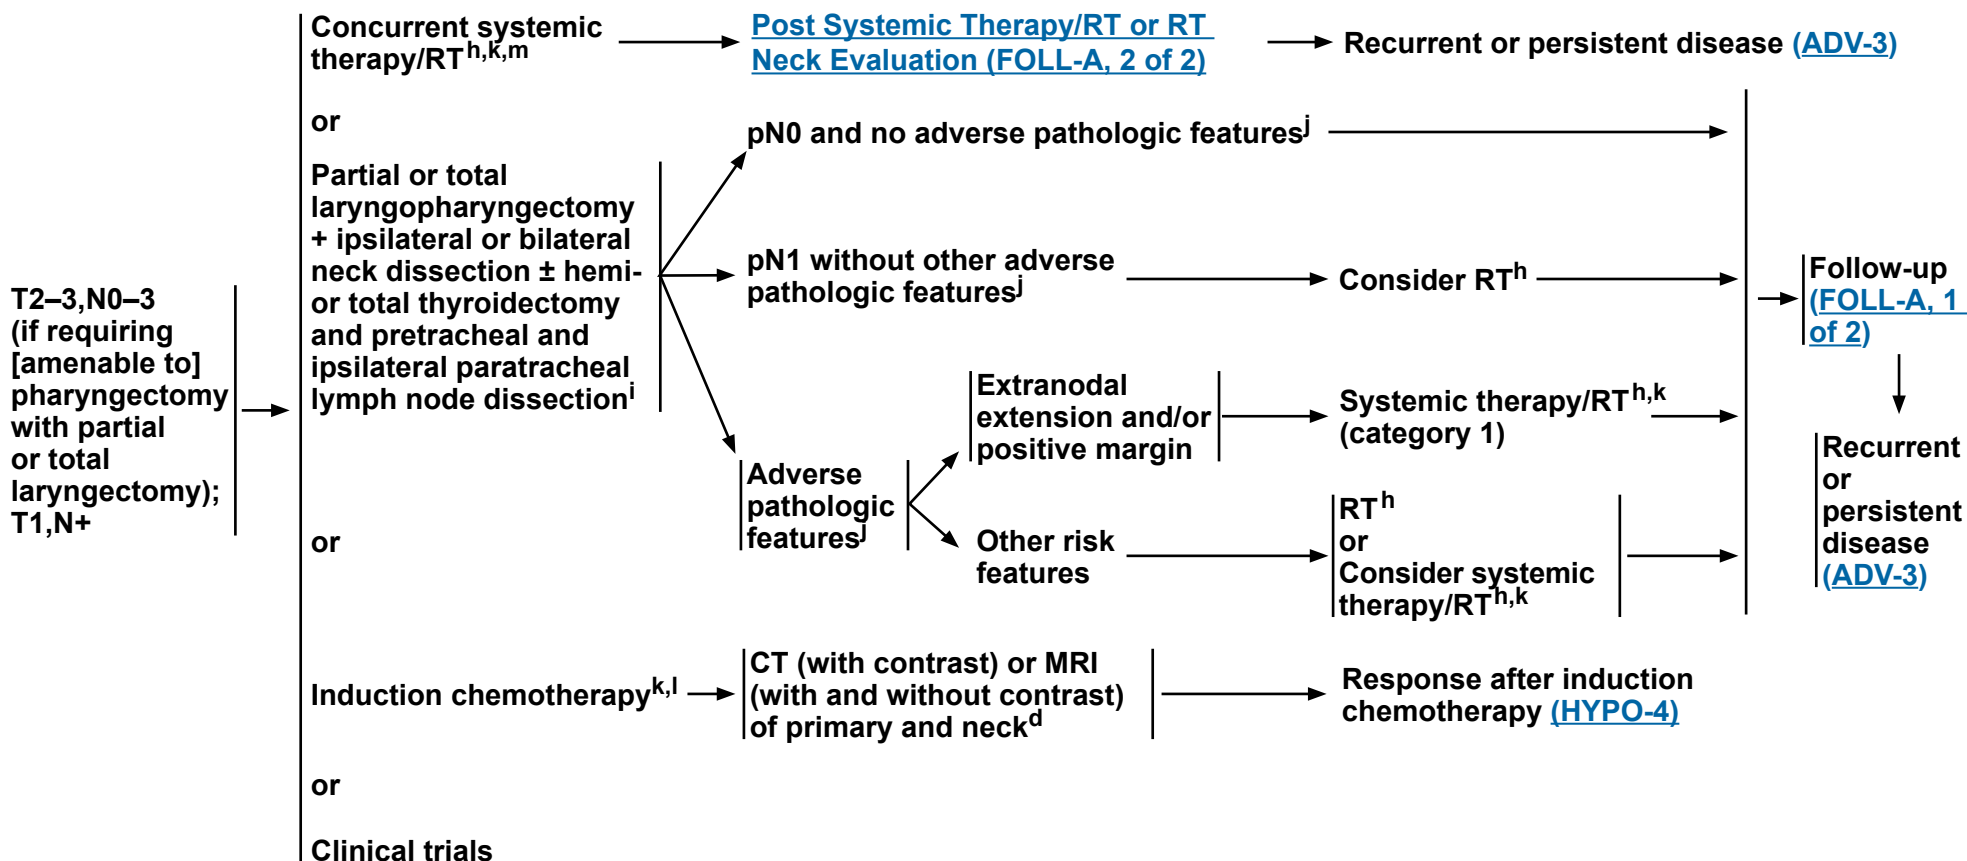 T2–3,N0–3
(if requiring
[amenable to]
pharyngectomy
with partial
or total
laryngectomy);
T1,N+
Concurrent systemic
therapy/RTh,k,m
or
Partial or total
laryngopharyngectomy
+ ipsilateral or bilateral
neck dissection ± hemi-
or total thyroidectomy
and pretracheal and
ipsilateral paratracheal
lymph node dissectioni
or
Induction chemotherapyk,l
or
Clinical trials
Post Systemic Therapy/RT or RT
Neck Evaluation (FOLL-A, 2 of 2)
Recurrent or persistent disease (ADV-3)
pN0 and no adverse pathologic featuresj
pN1 without other adverse
pathologic featuresj
Consider RTh
Adverse
pathologic
featuresj
Extranodal
extension and/or
positive margin
Systemic therapy/RTh,k
(category 1)
Other risk
features
RTh
or
Consider systemic
therapy/RTh,k
CT (with contrast) or MRI
(with and without contrast)
of primary and neckd
Response after induction
chemotherapy (HYPO-4)
Follow-up
(FOLL-A, 1
of 2)
Recurrent
or
persistent
disease
(ADV-3)